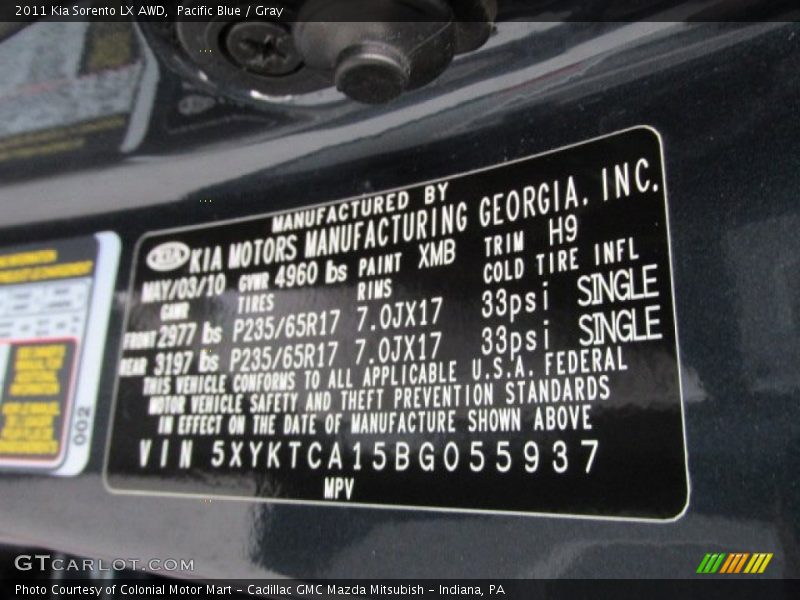 2011 Kia Sorento LX AWD,  Pacific Blue / Gray
MANUFACTURED BY
KIA KIA MOTORS MANUFACTURING GEORGIA, INC.
MAY/03/10 GVWR 4960 lbs PAINT XMB TRIM H9
GAWR TIRES RIMS COLD TIRE INFL
FRONT 2977 lbs P235/65R17 7.0JX17 33psi SINGLE
REAR 3197 lbs P235/65R17 7.0JX17 33psi SINGLE
THIS VEHICLE CONFORMS TO ALL APPLICABLE U.S.A. FEDERAL
MOTOR VEHICLE SAFETY AND THEFT PREVENTION STANDARDS
IN EFFECT ON THE DATE OF MANUFACTURE SHOWN ABOVE
VIN 5XYKTCA15BG055937
MPV
002
GTCARLOT.COM
Photo Courtesy of Colonial Motor Mart – Cadillac GMC Mazda Mitsubish – Indiana, PA